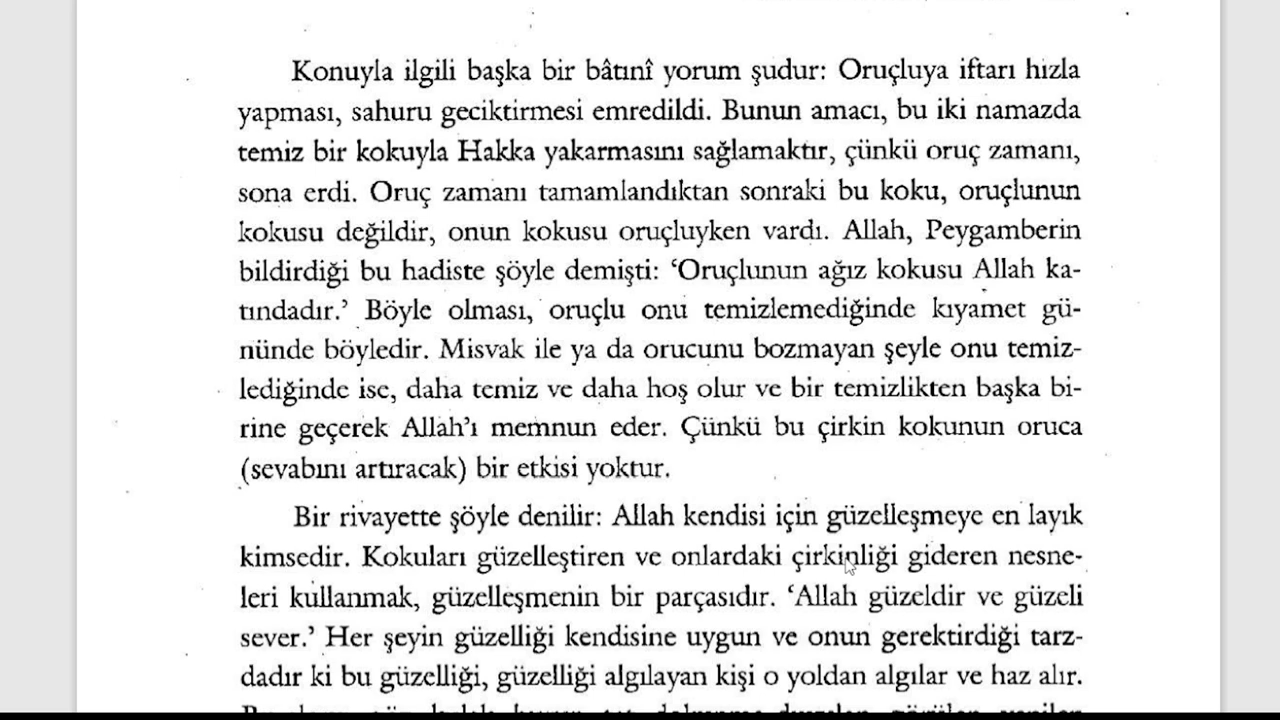 Konuyla ilgili başka bir bâtınî yorum şudur: Oruçluya iftarı hızla
yapması, sahuru geciktirmesi emredildi. Bunun amacı, bu iki namazda
temiz bir kokuyla Hakka yakarmasını sağlamaktır, çünkü oruç zamanı,
sona erdi. Oruç zamanı tamamlandıktan sonraki bu koku, oruçlunun
kokusu değildir, onun kokusu oruçluyken vardı. Allah, Peygamberin
bildirdiği bu hadiste şöyle demişti: ‘Oruçlunun ağız kokusu Allah ka-
tındadır.’ Böyle olması, oruçlu onu temizlemediğinde kıyamet gü-
nünde böyledir. Misvak ile ya da orucunu bozmayan şeyle onu temiz-
lediğinde ise, daha temiz ve daha hoş olur ve bir temizlikten başka bi-
rine geçerek Allah’ı memnun eder. Çünkü bu çirkin kokunun oruca
(sevabını artıracak) bir etkisi yoktur.
Bir rivayette şöyle denilir: Allah kendisi için güzelleşmeye en layık
kimsedir. Kokuları güzelleştiren ve onlardaki çirkinliği gideren nesne-
leri kullanmak, güzelleşmenin bir parçasıdır. ‘Allah güzeldir ve güzeli
sever.’ Her şeyin güzelliği kendisine uygun ve onun gerektirdiği tarz-
dadır ki bu güzelliği, güzelliği algılayan kişi o yoldan algılar ve haz alır.